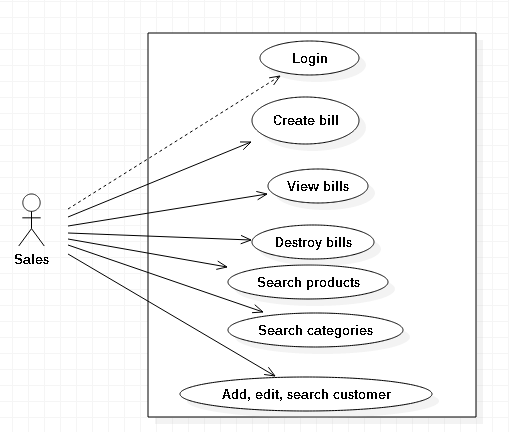 Login
Create bill
View bills
Destroy bills
Sales
Search products
Search categories
Add, edit, search customer